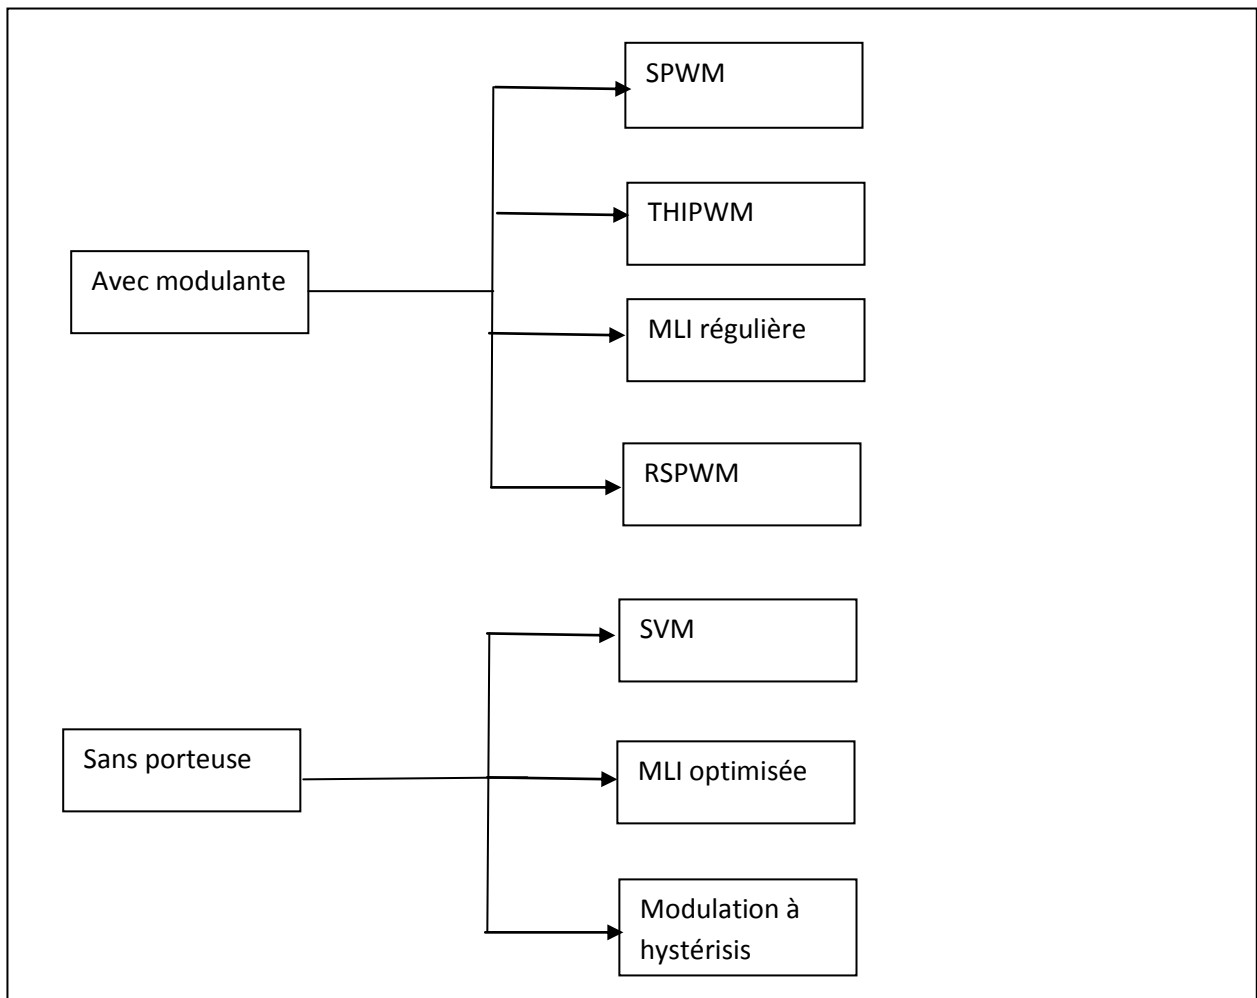 SPWM
THIPWM
Avec modulante
MLI régulière
RSPWM
SVM
Sans porteuse
MLI optimisée
Modulation à
hystérisis